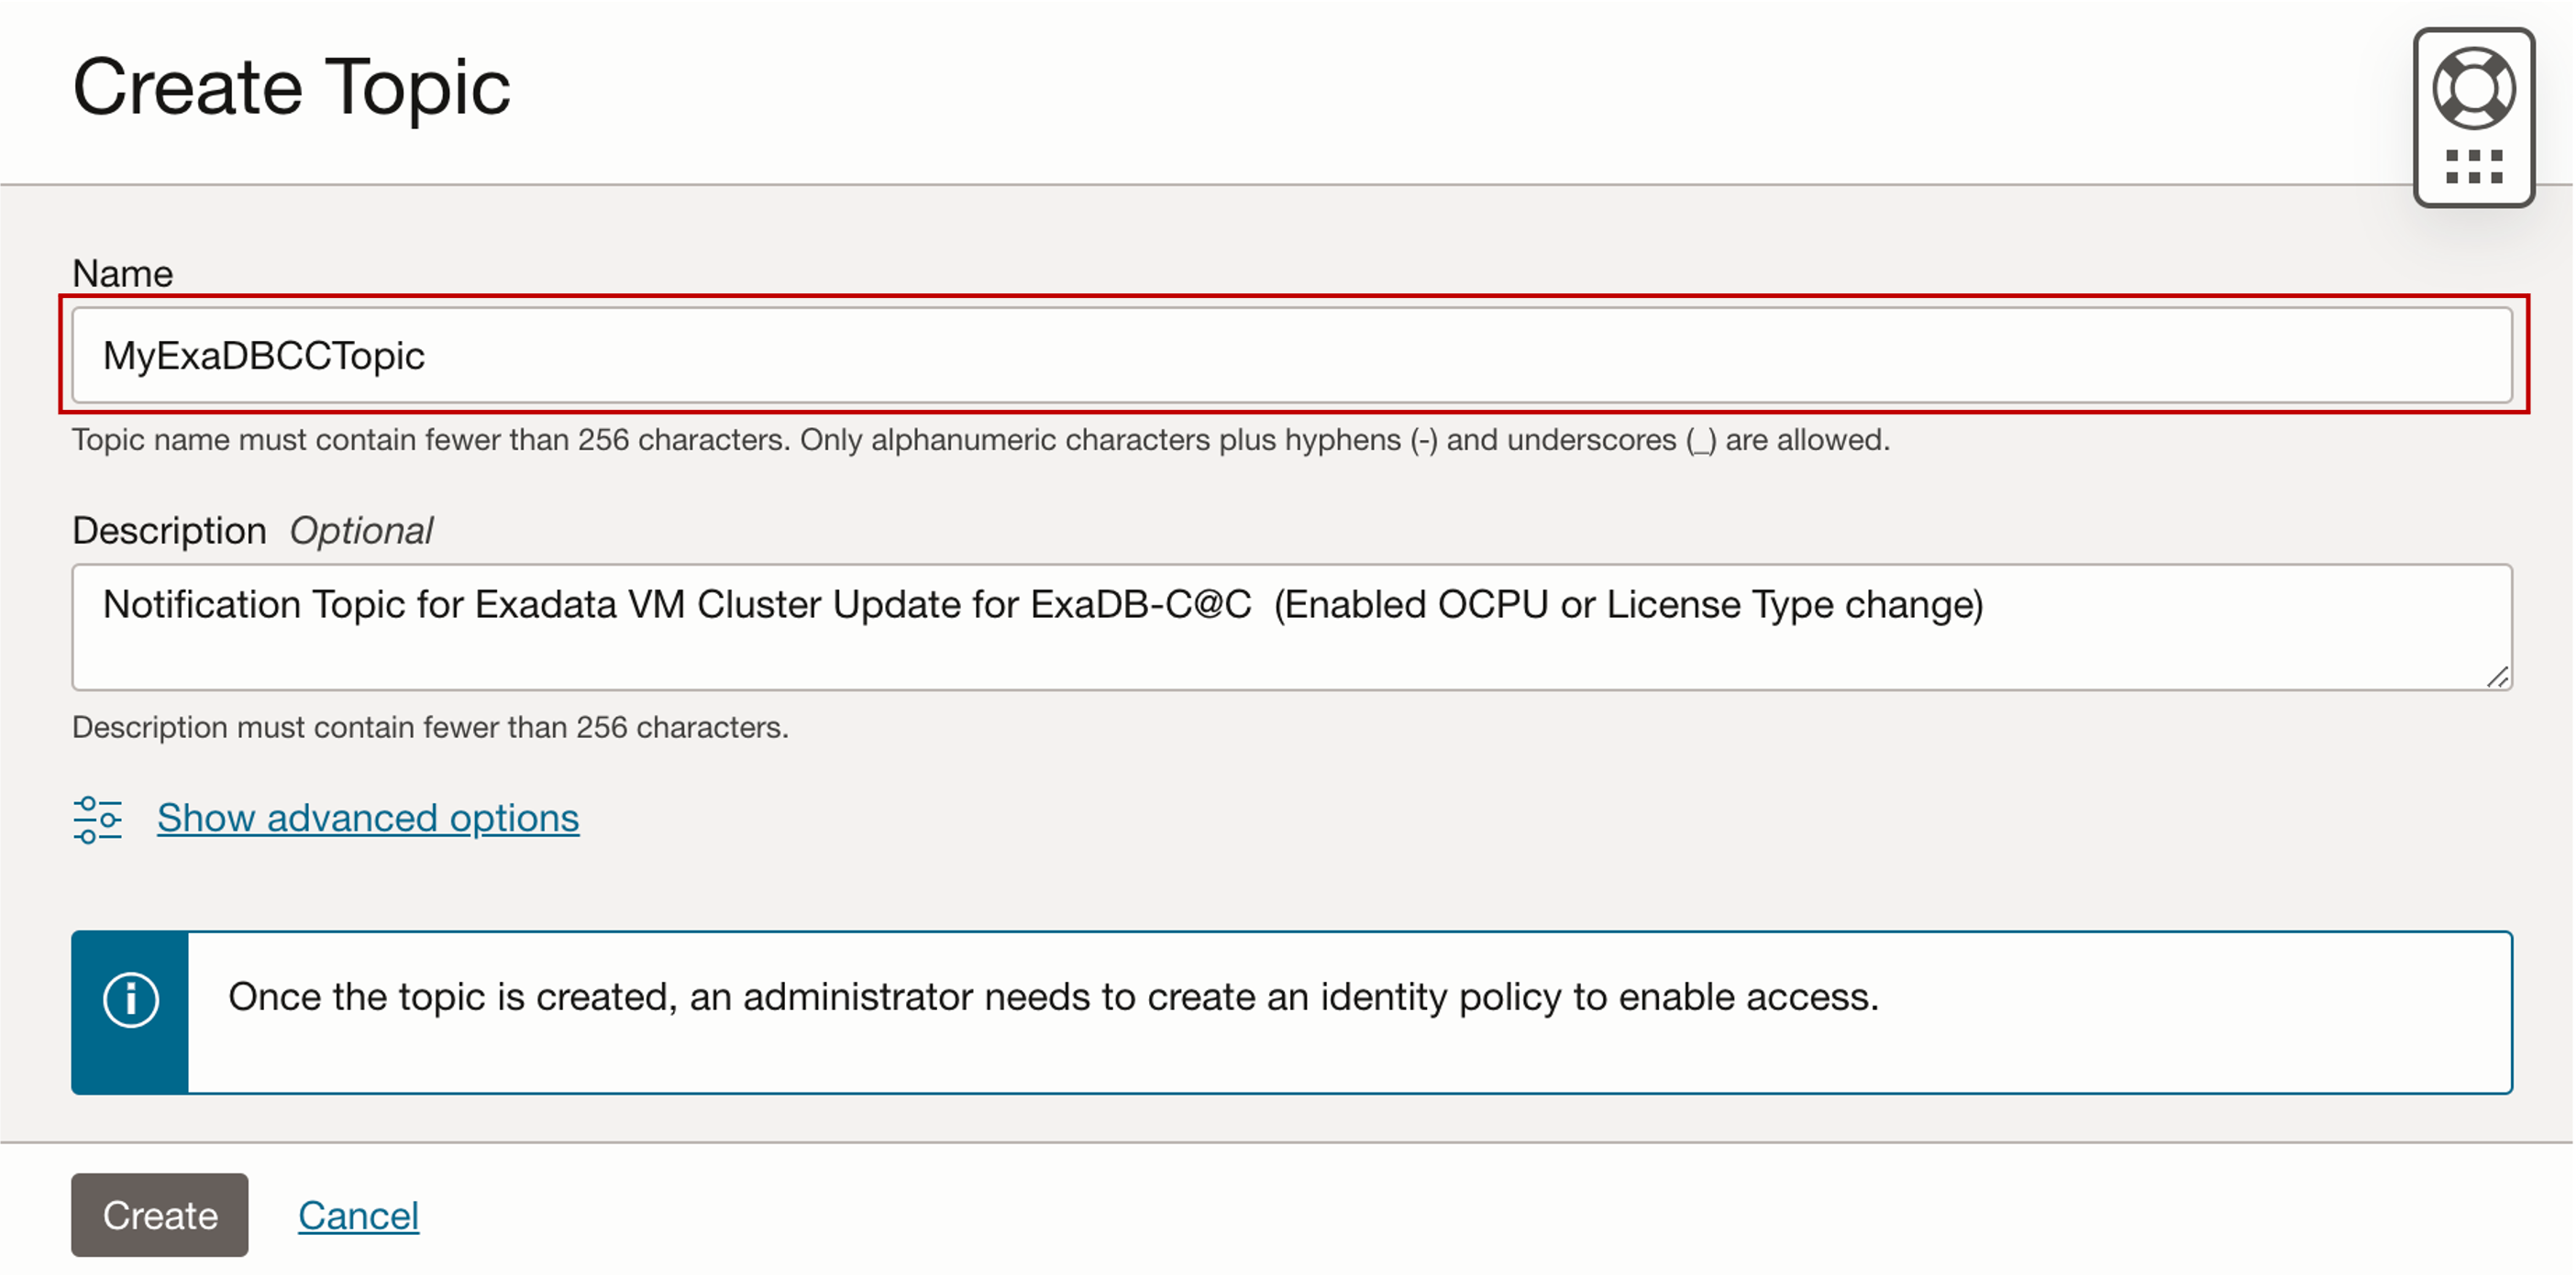 Create Topic
Name
MyExaDBCCTopic
Topic name must contain fewer than 256 characters. Only alphanumeric characters plus hyphens (-) and underscores (_) are allowed.
Description Optional
Notification Topic for Exadata VM Cluster Update for ExaDB-C@C  (Enabled OCPU or License Type change)
Description must contain fewer than 256 characters.
Show advanced options
Once the topic is created, an administrator needs to create an identity policy to enable access.
Create Cancel